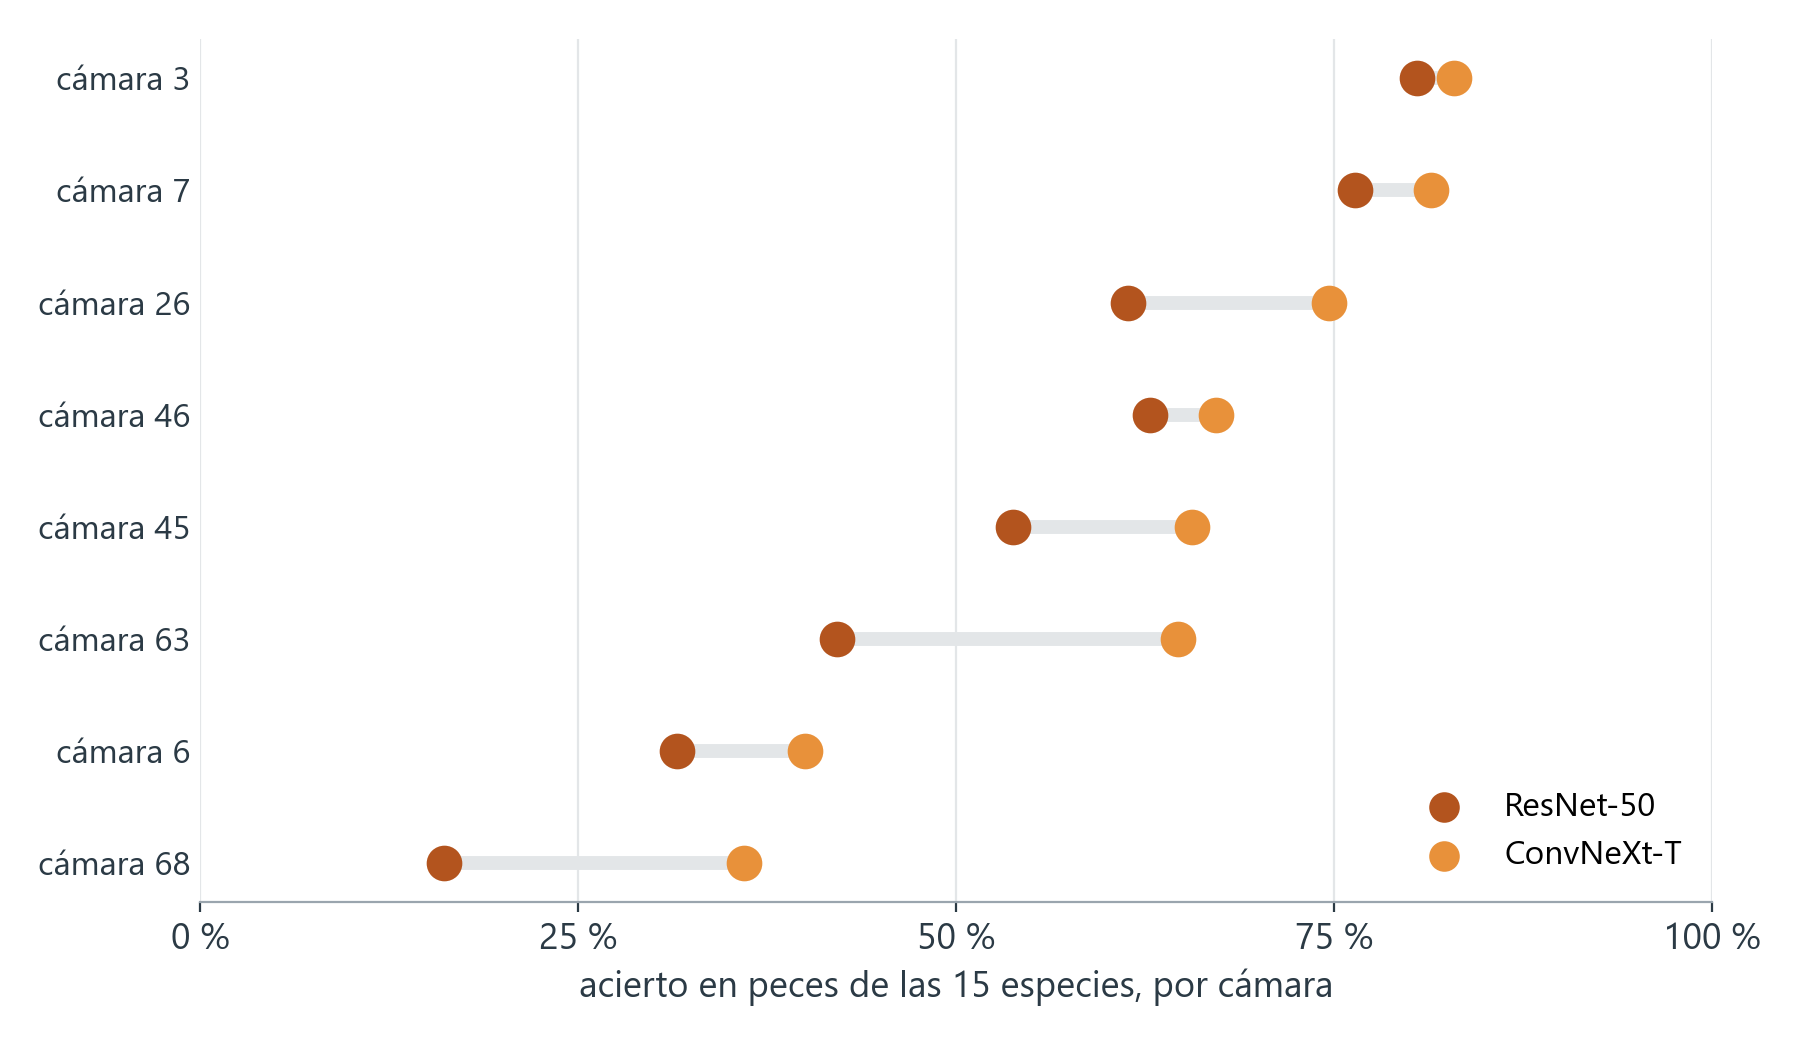 cámara 3
cámara 7
cámara 26
cámara 46
cámara 45
cámara 63
cámara 6
cámara 68
ResNet-50
ConvNeXt-T
0 % 25 % 50 % 75 % 100 %
acierto en peces de las 15 especies, por cámara